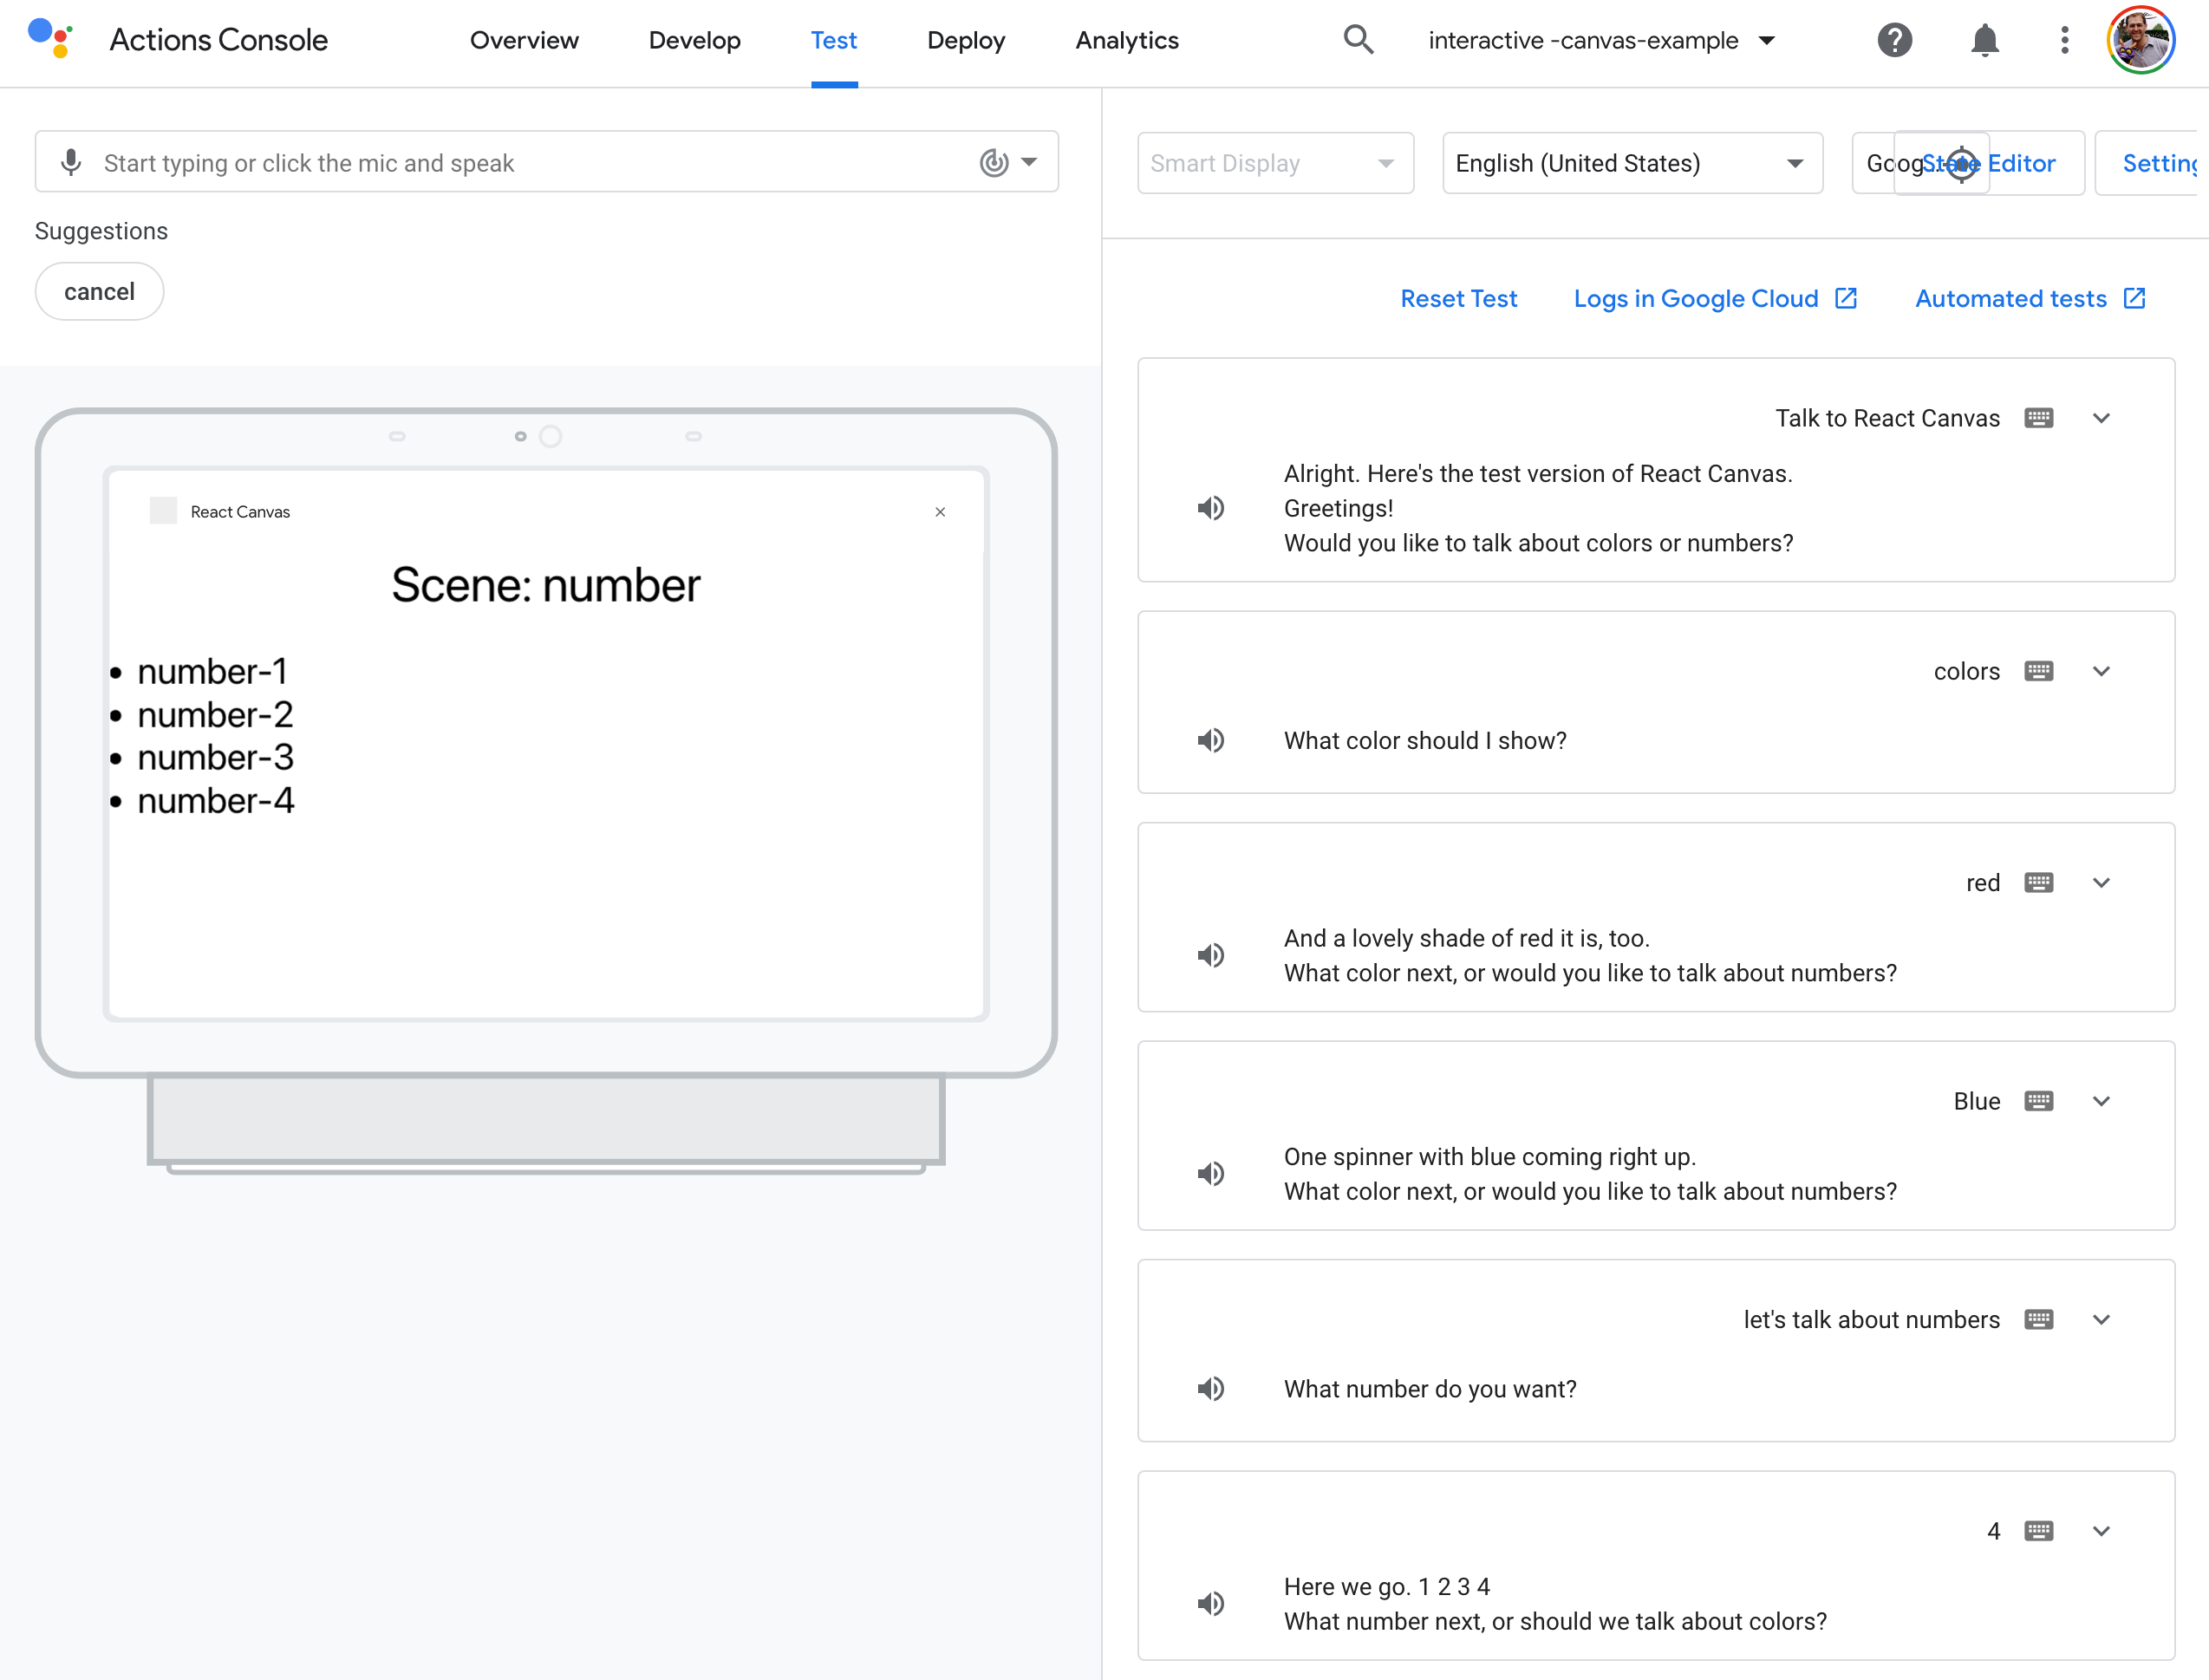 Actions Console
Overview
Develop
Test
Deploy
Analytics
interactive -canvas-example
Start typing or click the mic and speak
Suggestions
cancel
React Canvas
Scene: number
number-1
number-2
number-3
number-4
Smart Display
English (United States)
Goog...
State Editor
Setting
Reset Test
Logs in Google Cloud
Automated tests
Talk to React Canvas
Alright. Here's the test version of React Canvas.
Greetings!
Would you like to talk about colors or numbers?
colors
What color should I show?
red
And a lovely shade of red it is, too.
What color next, or would you like to talk about numbers?
Blue
One spinner with blue coming right up.
What color next, or would you like to talk about numbers?
let's talk about numbers
What number do you want?
4
Here we go. 1 2 3 4
What number next, or should we talk about colors?